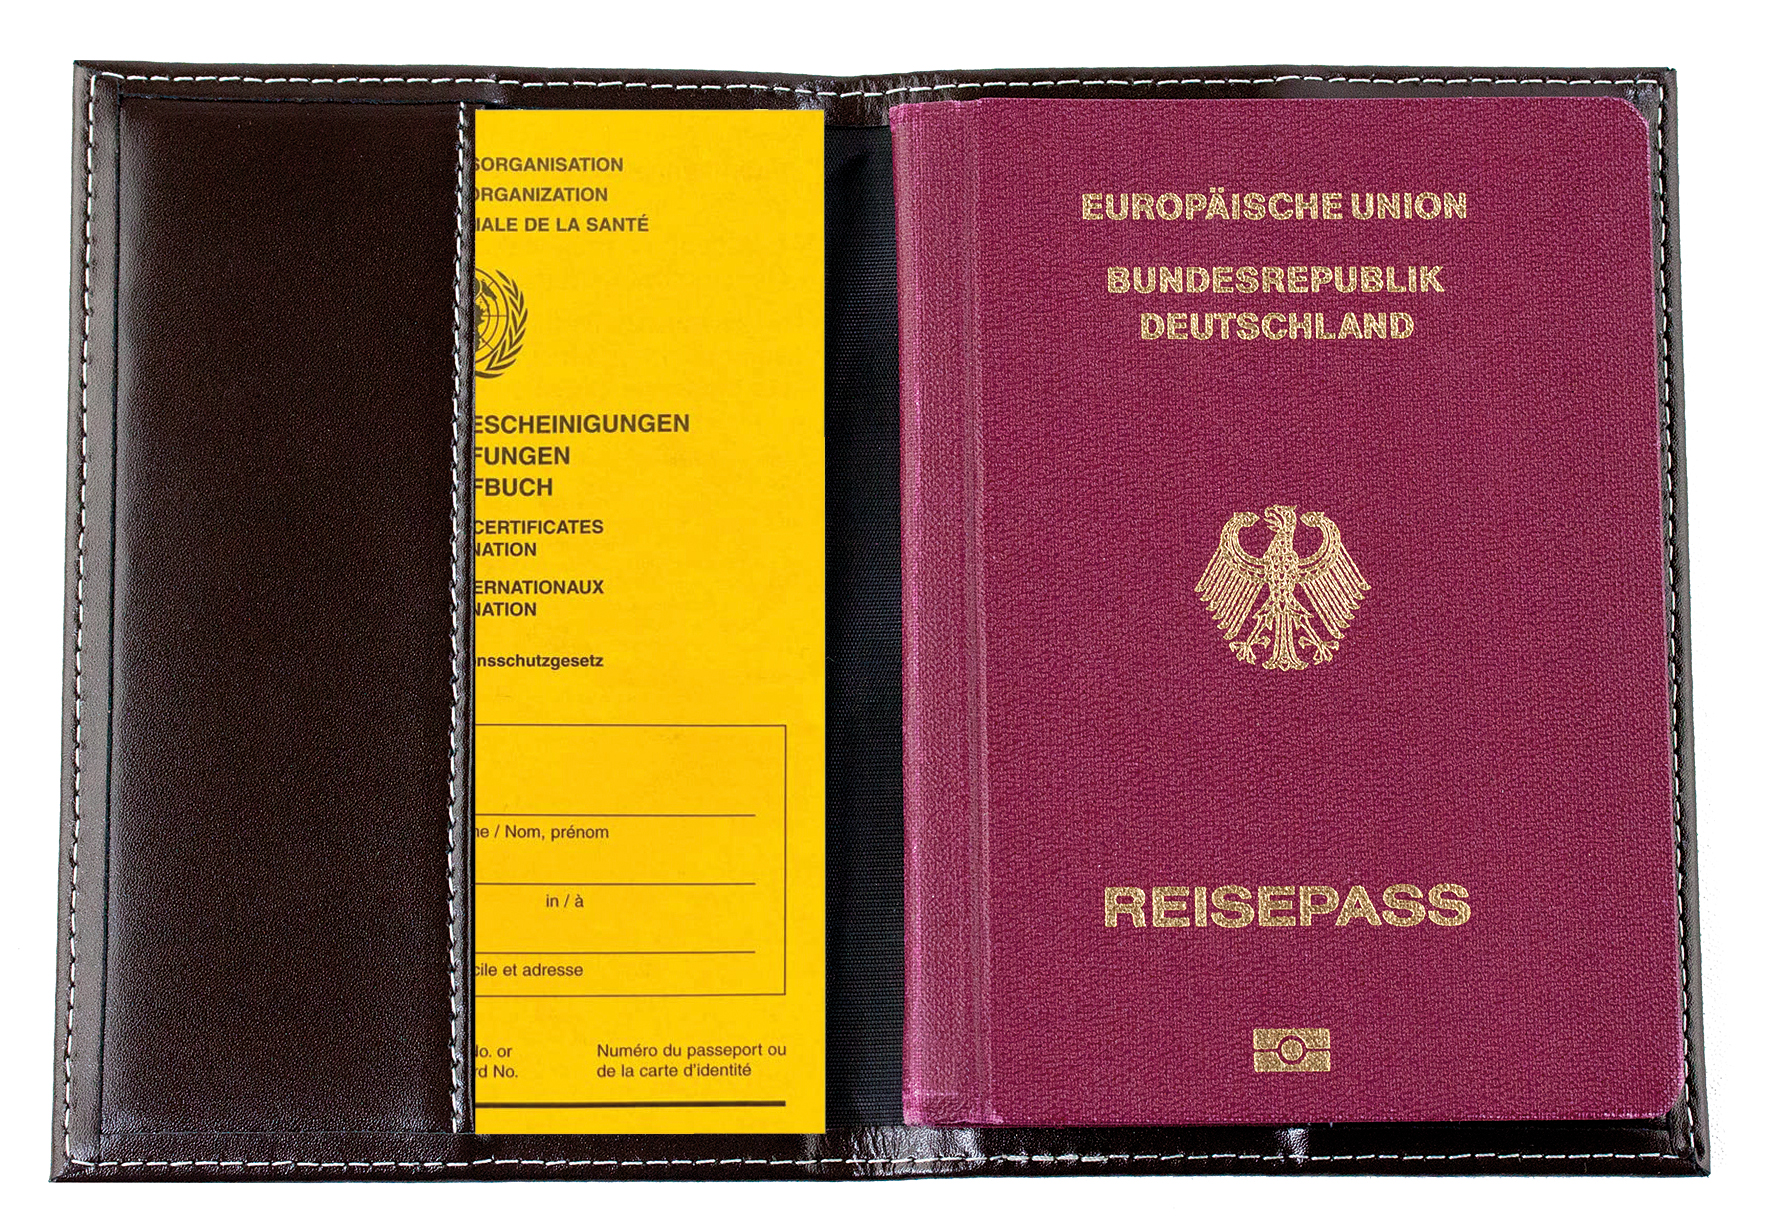 SORGANISATION
ORGANIZATION
IALE DE LA SANTÉ
ESCHEINIGUNGEN
FUNGEN
FBUCH
CERTIFICATES
NATION
ERNATIONAUX
NATION
nsschutzgesetz
ne / Nom, prénom
in / à
cile et adresse
No. or
rd No.
Numéro du passeport ou
de la carte d'identité
EUROPÄISCHE UNION
BUNDESREPUBLIK
DEUTSCHLAND
REISEPASS